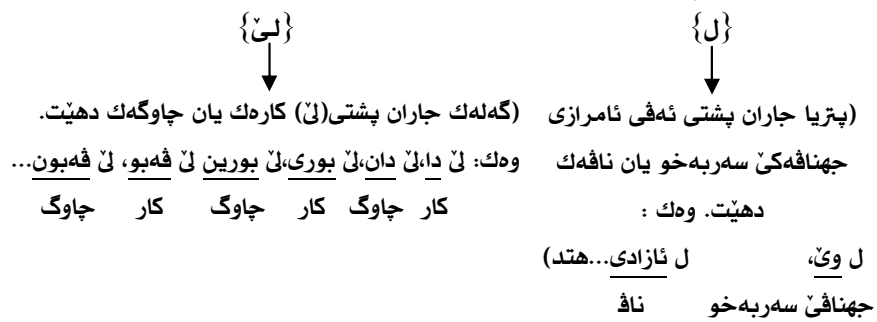 {ل}
{لـێ}
(پتریا جاران پشتی ئەڤی ئامرازی
جهناڤەكێ سەربەخو یان ناڤەك
دهێت. وەك :
ل وێ، ل ئازادی...هتد)
جهناڤێ سەربەخو ناڤ
(گەلەك جاران پشتی(لێ) كارەك یان چاوگەك دهێت.
وەك: لێ دا،لێ دان،لێ بوری،لێ بورین لێ ڤەبو، لێ ڤەبون...
كار چاوگ كار چاوگ كار چاوگ